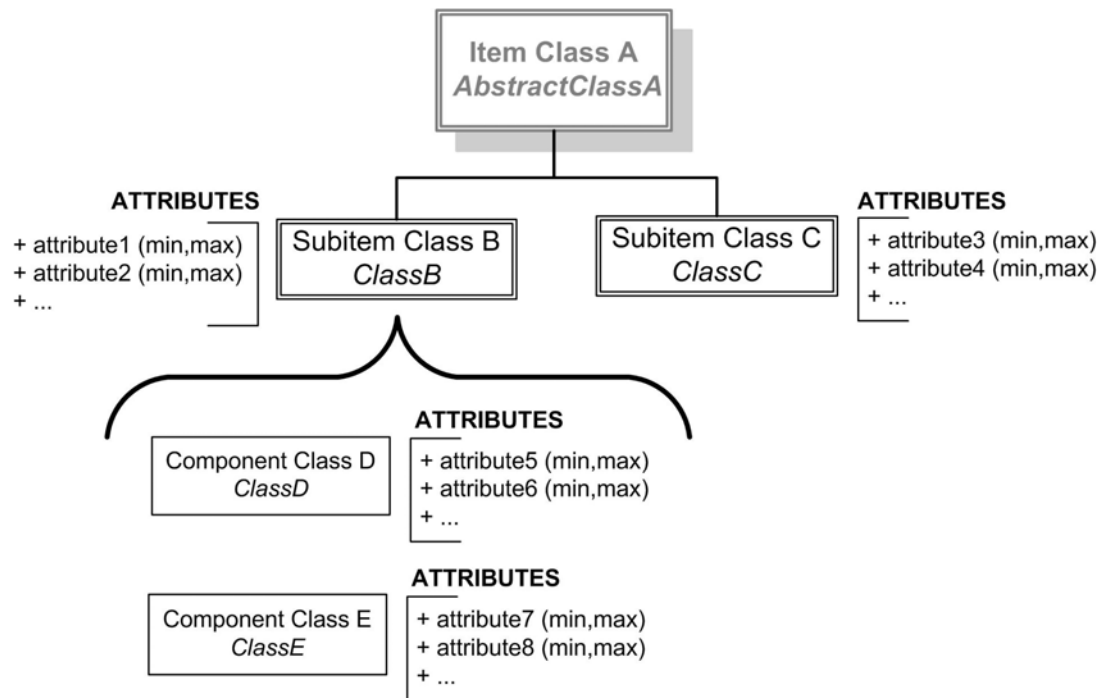 Item Class A
AbstractClassA
ATTRIBUTES
+ attribute1 (min,max)
+ attribute2 (min,max)
+ ...
Subitem Class B
ClassB
Subitem Class C
ClassC
ATTRIBUTES
+ attribute3 (min,max)
+ attribute4 (min,max)
+ ...
Component Class D
ClassD
ATTRIBUTES
+ attribute5 (min,max)
+ attribute6 (min,max)
+ ...
Component Class E
ClassE
ATTRIBUTES
+ attribute7 (min,max)
+ attribute8 (min,max)
+ ...